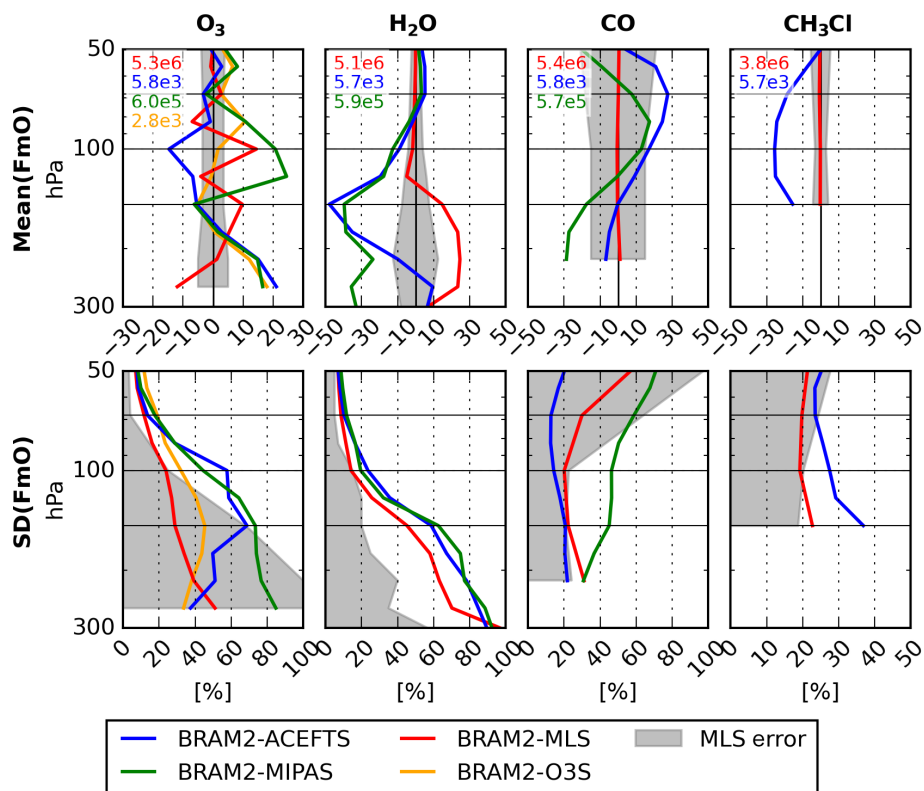 O₃ H₂O CO CH₃Cl
Mean(FmO)
hPa
50
100
300
5.3e6
5.8e3
6.0e5
2.8e3
5.1e6
5.7e3
5.9e5
5.4e6
5.8e3
5.7e5
3.8e6
5.7e3
−30 −20 −10 0 10 20 30
−50 −30 −10 10 30 50
−50 −30 −10 10 30 50
−50 −30 −10 10 30 50
SD(FmO)
hPa
50
100
300
0 20 40 60 80 100
0 20 40 60 80 100
0 20 40 60 80 100
0 10 20 30 40 50
[%] [%] [%] [%]
BRAM2-ACEFTS BRAM2-MLS MLS error
BRAM2-MIPAS BRAM2-O3S